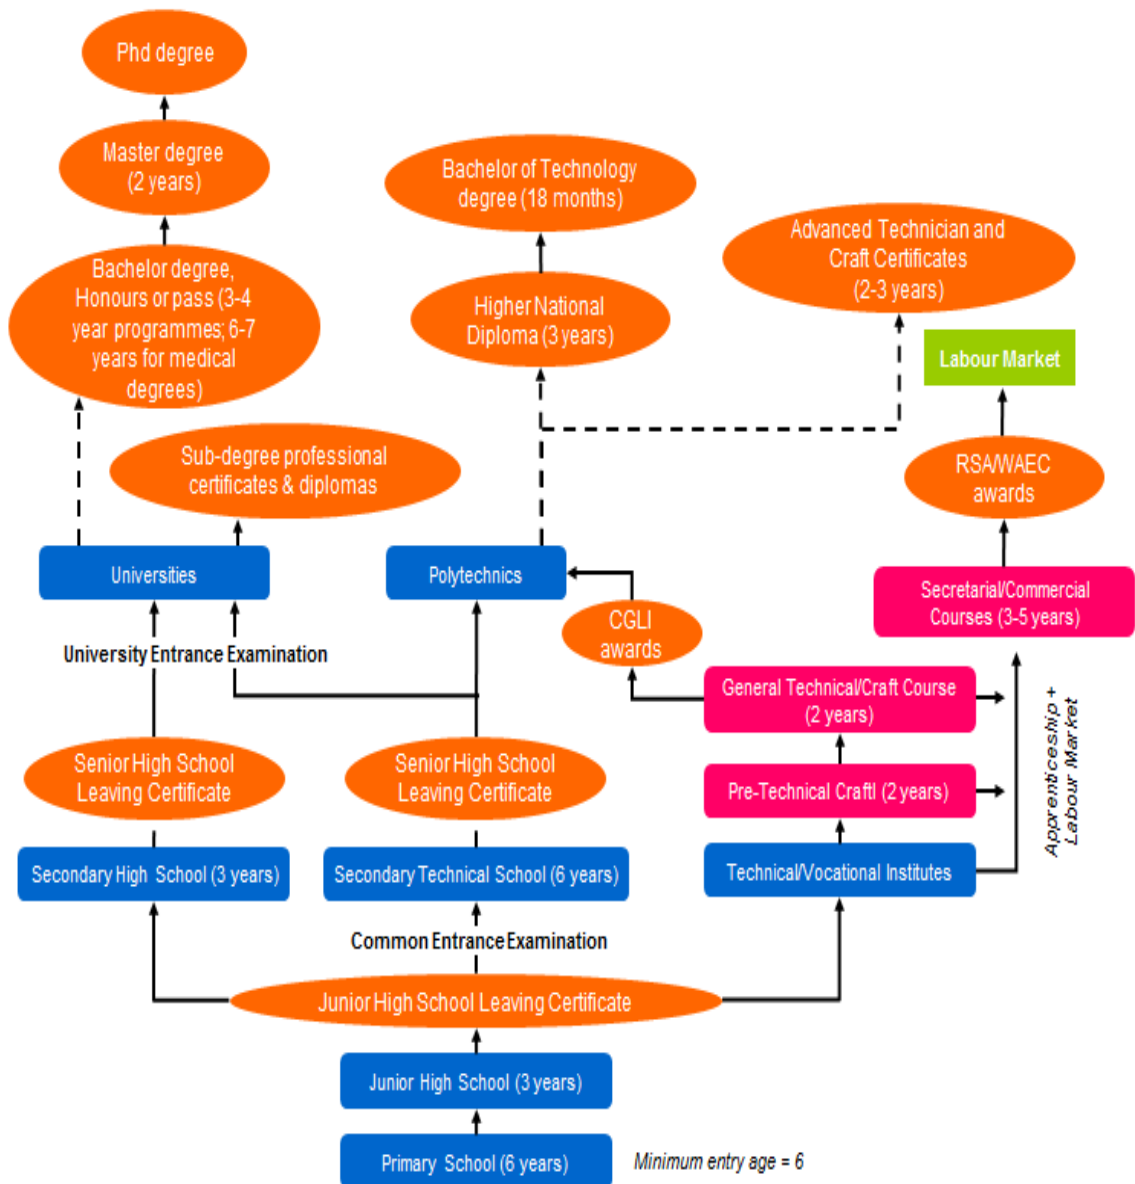 Phd degree
Master degree
(2 years)
Bachelor degree,
Honours or pass (3-4
year programmes; 6-7
years for medical
degrees)
Bachelor of Technology
degree (18 months)
Higher National
Diploma (3 years)
Advanced Technician and
Craft Certificates
(2-3 years)
Labour Market
Sub-degree professional
certificates & diplomas
RSA/WAEC
awards
Universities
Polytechnics
Secretarial/Commercial
Courses (3-5 years)
CGLI
awards
University Entrance Examination
General Technical/Craft Course
(2 years)
Apprenticeship +
Labour Market
Senior High School
Leaving Certificate
Senior High School
Leaving Certificate
Pre-Technical Craftl (2 years)
Secondary High School (3 years)
Secondary Technical School (6 years)
Technical/Vocational Institutes
Common Entrance Examination
Junior High School Leaving Certificate
Junior High School (3 years)
Primary School (6 years)
Minimum entry age = 6